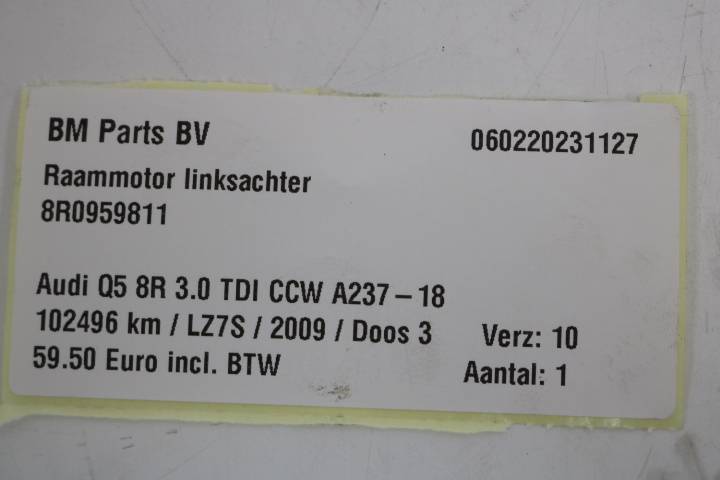 BM Parts BV 060220231127
Raammotor linksachter
8R0959811
Audi Q5 8R 3.0 TDI CCW A237-18
102496 km / LZ7S / 2009 / Doos 3 Verz: 10
59.50 Euro incl. BTW Aantal: 1